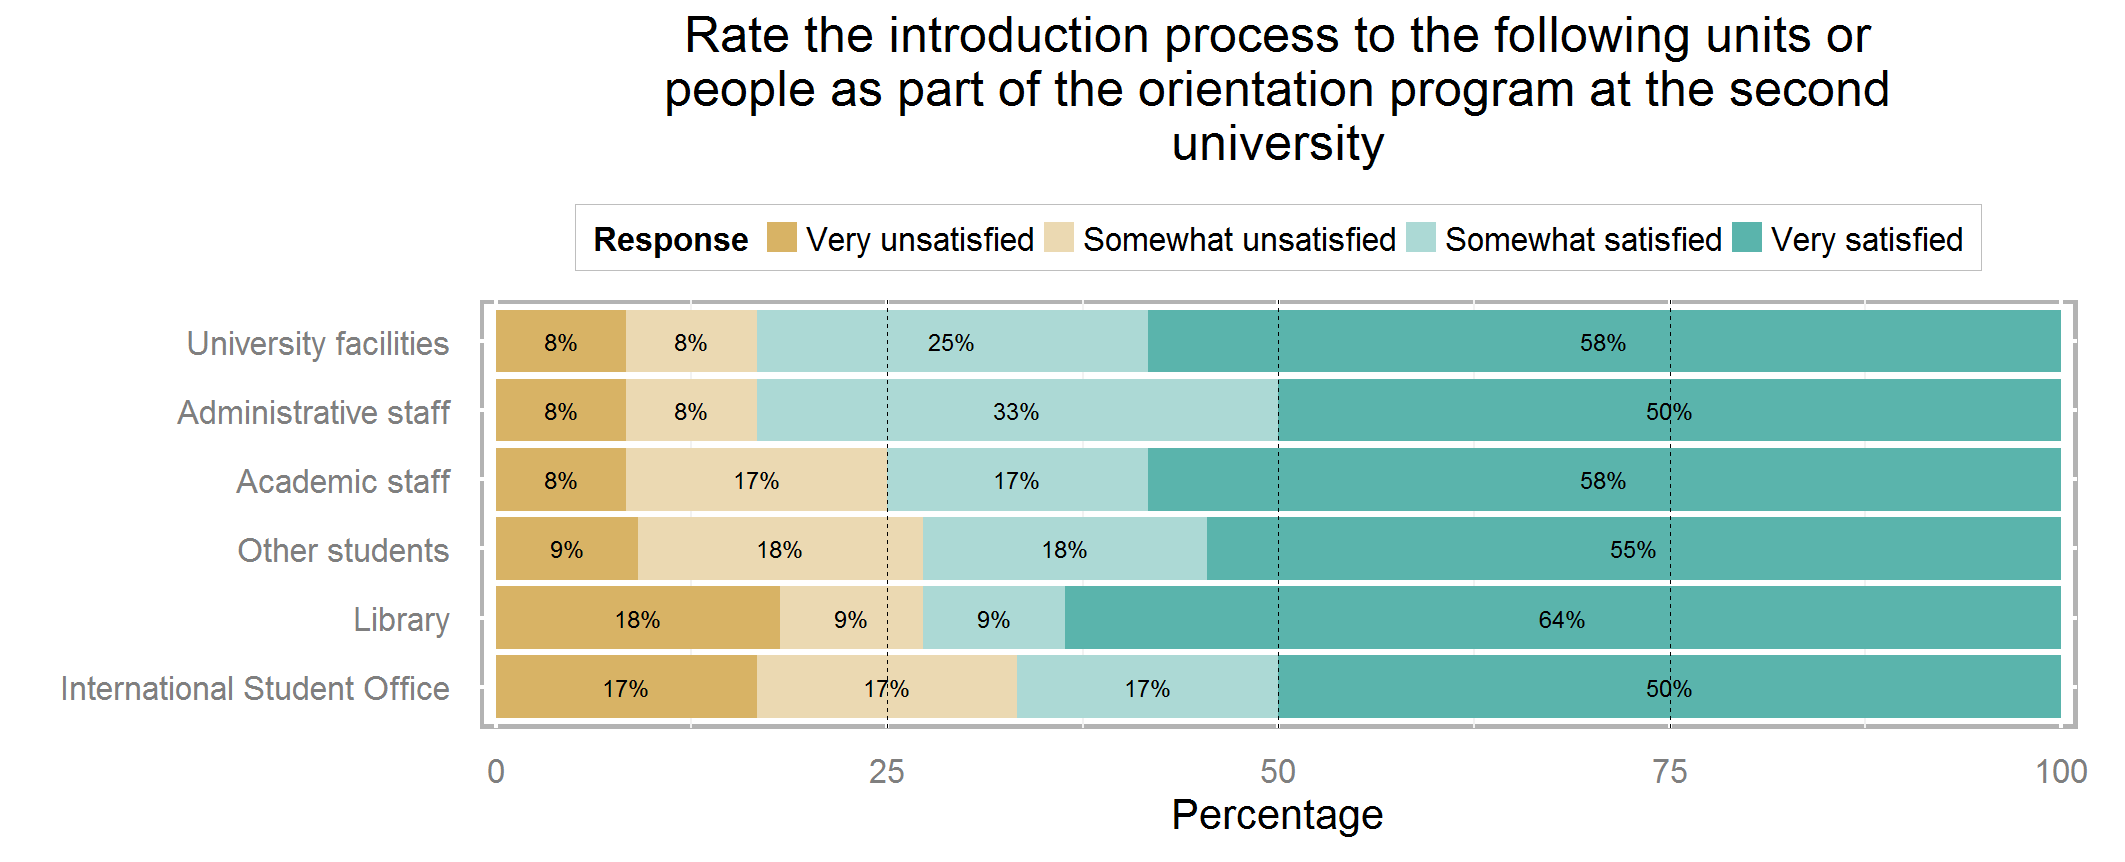 Rate the introduction process to the following units or
people as part of the orientation program at the second
university
Response Very unsatisfied Somewhat unsatisfied Somewhat satisfied Very satisfied
University facilities 8% 8% 25% 58%
Administrative staff 8% 8% 33% 50%
Academic staff 8% 17% 17% 58%
Other students 9% 18% 18% 55%
Library 18% 9% 9% 64%
International Student Office 17% 17% 17% 50%
0 25 50 75 100
Percentage